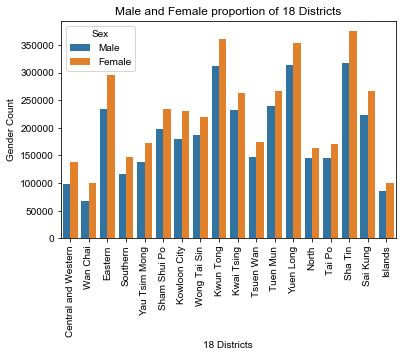 Male and Female proportion of 18 Districts
Sex
Male
Female
Gender Count
350000
300000
250000
200000
150000
100000
50000
0
Central and Western
Wan Chai
Eastern
Southern
Yau Tsim Mong
Sham Shui Po
Kowloon City
Wong Tai Sin
Kwun Tong
Kwai Tsing
Tsuen Wan
Tuen Mun
Yuen Long
North
Tai Po
Sha Tin
Sai Kung
Islands
18 Districts